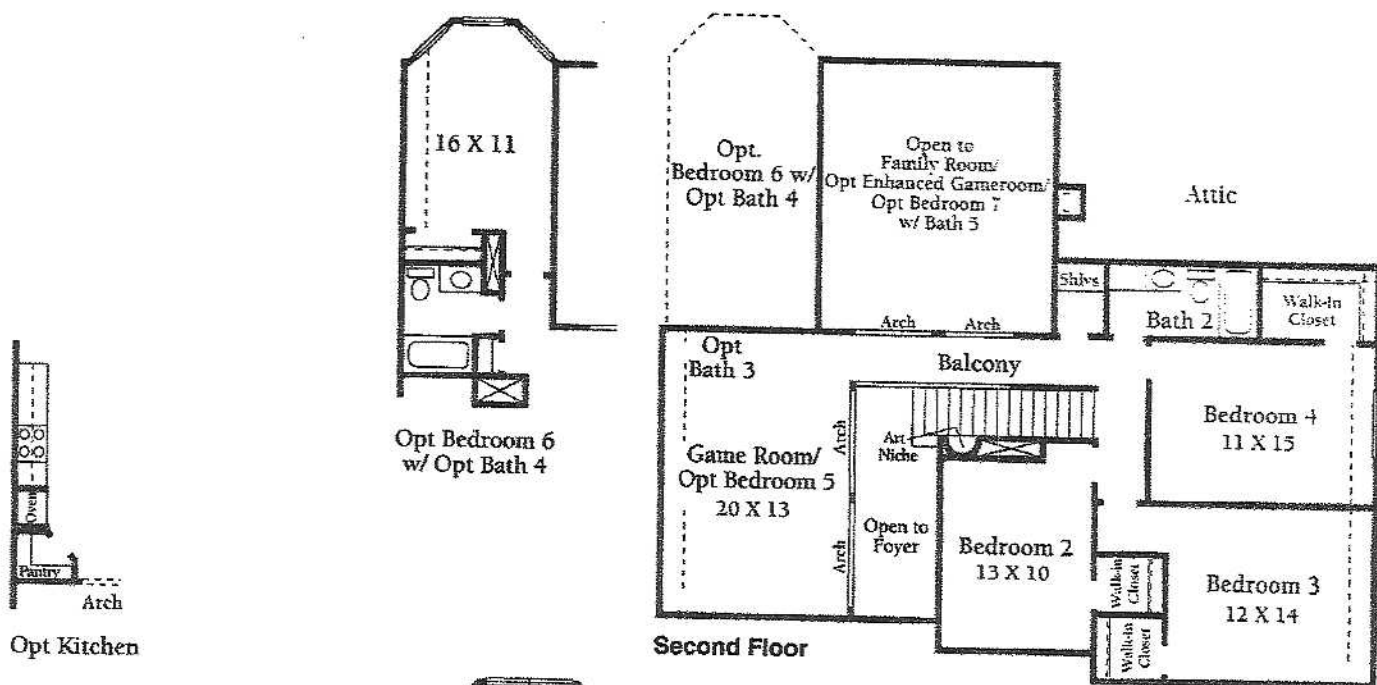 16 X 11
Opt Bedroom 6
w/ Opt Bath 4
Opt.
Bedroom 6 w/
Opt Bath 4
Open to
Family Room/
Opt Enhanced Gameroom/
Opt Bedroom 7
w/ Bath 5
Attic
Shlvs
Bath 2
Walk-In
Closet
Arch
Arch
Opt
Bath 3
Balcony
Bedroom 4
11 X 15
Game Room/
Opt Bedroom 5
20 X 13
Arch
Arch
Art
Niche
Open to
Foyer
Bedroom 2
13 X 10
Walk-in
Closet
Walk-In
Closet
Bedroom 3
12 X 14
Second Floor
Oven
Pantry
Arch
Opt Kitchen